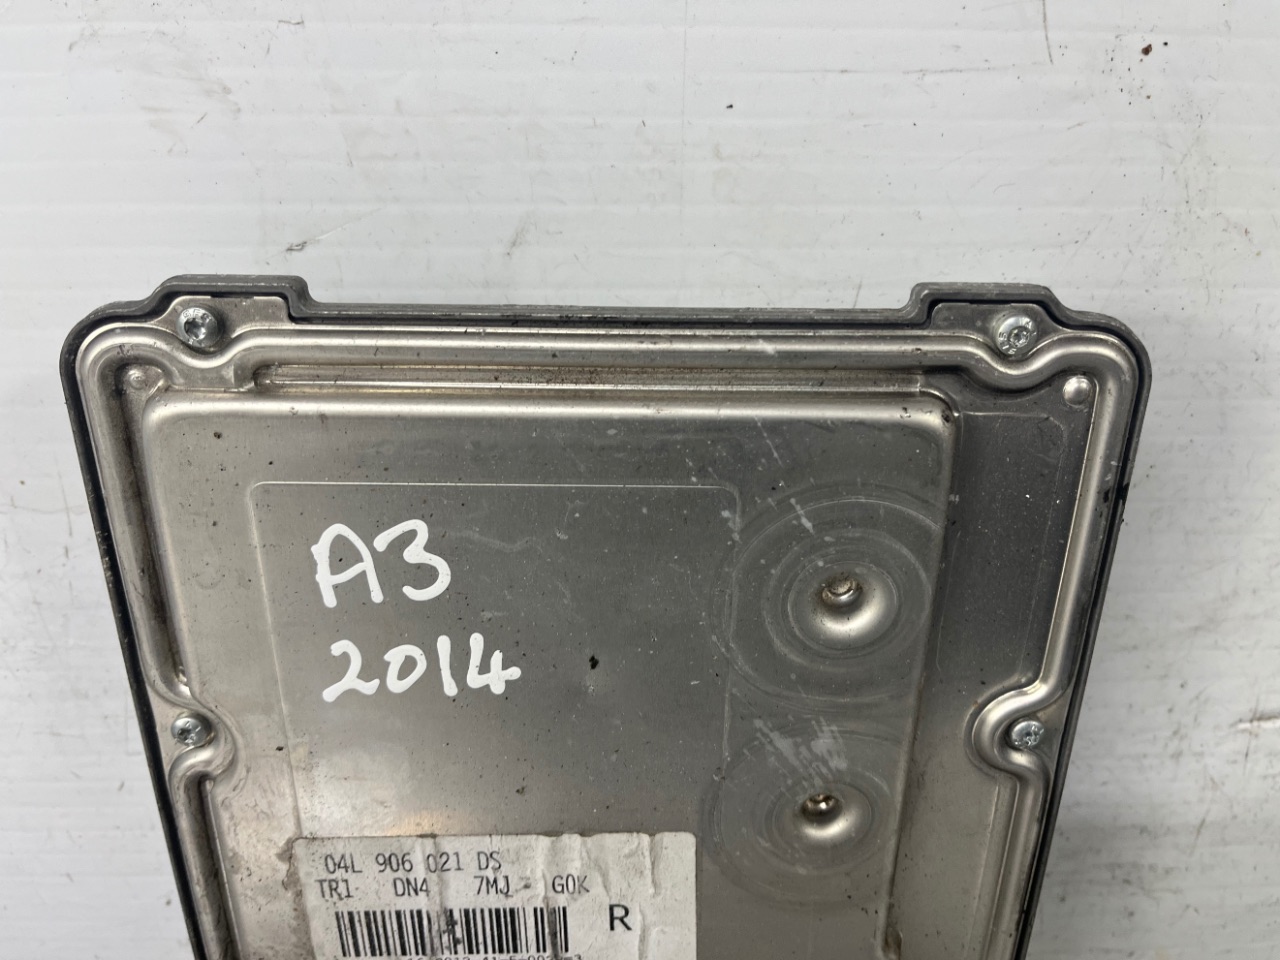 A3
2014
04L 906 021 DS
TR1 DN4 7MJ G0K
R